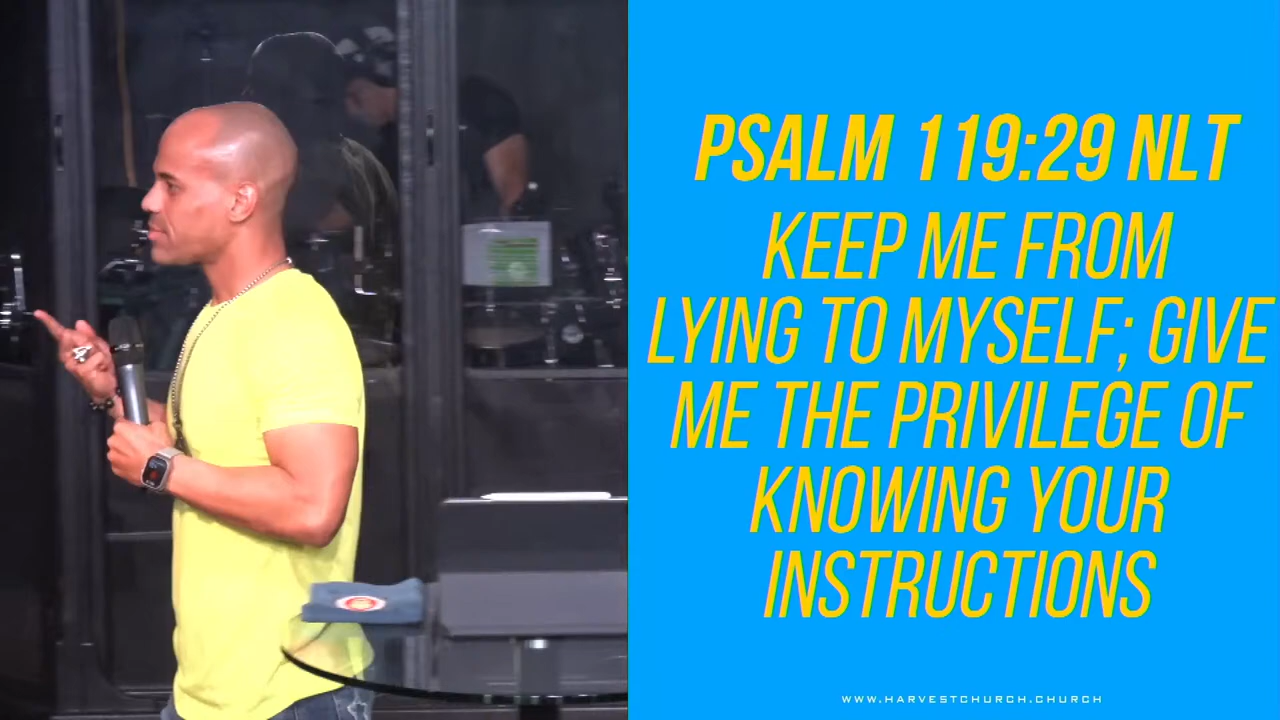 PSALM 119:29 NLT
KEEP ME FROM
LYING TO MYSELF; GIVE
ME THE PRIVILEGE OF
KNOWING YOUR
INSTRUCTIONS
WWW.HARVESTCHURCH.CHURCH